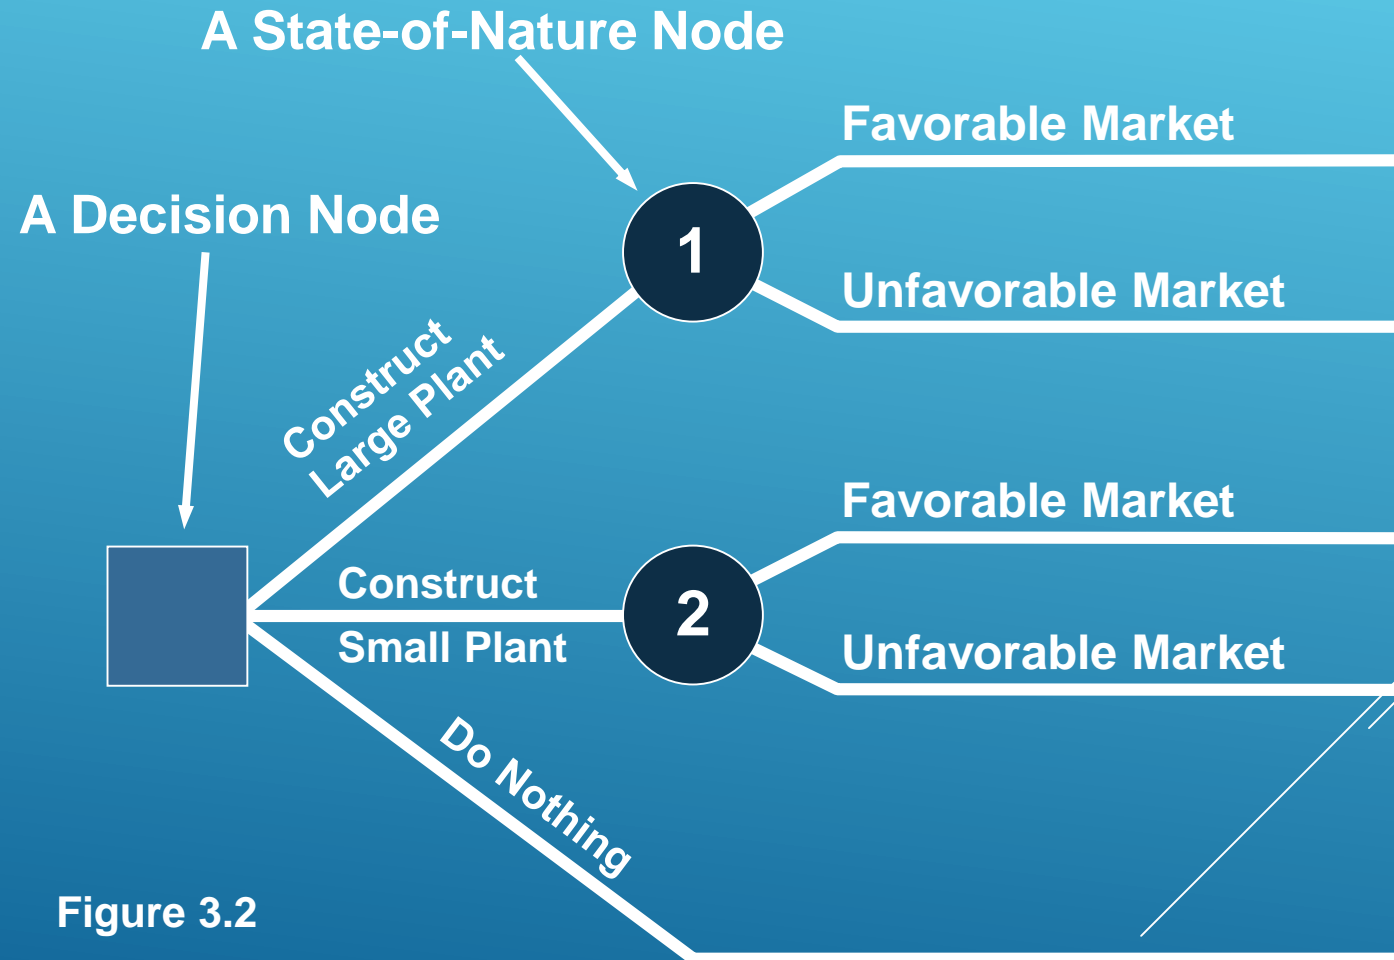 A State-of-Nature Node
Favorable Market
A Decision Node
1
Unfavorable Market
Construct
Large Plant
Favorable Market
Construct
Small Plant
2
Unfavorable Market
Do Nothing
Figure 3.2